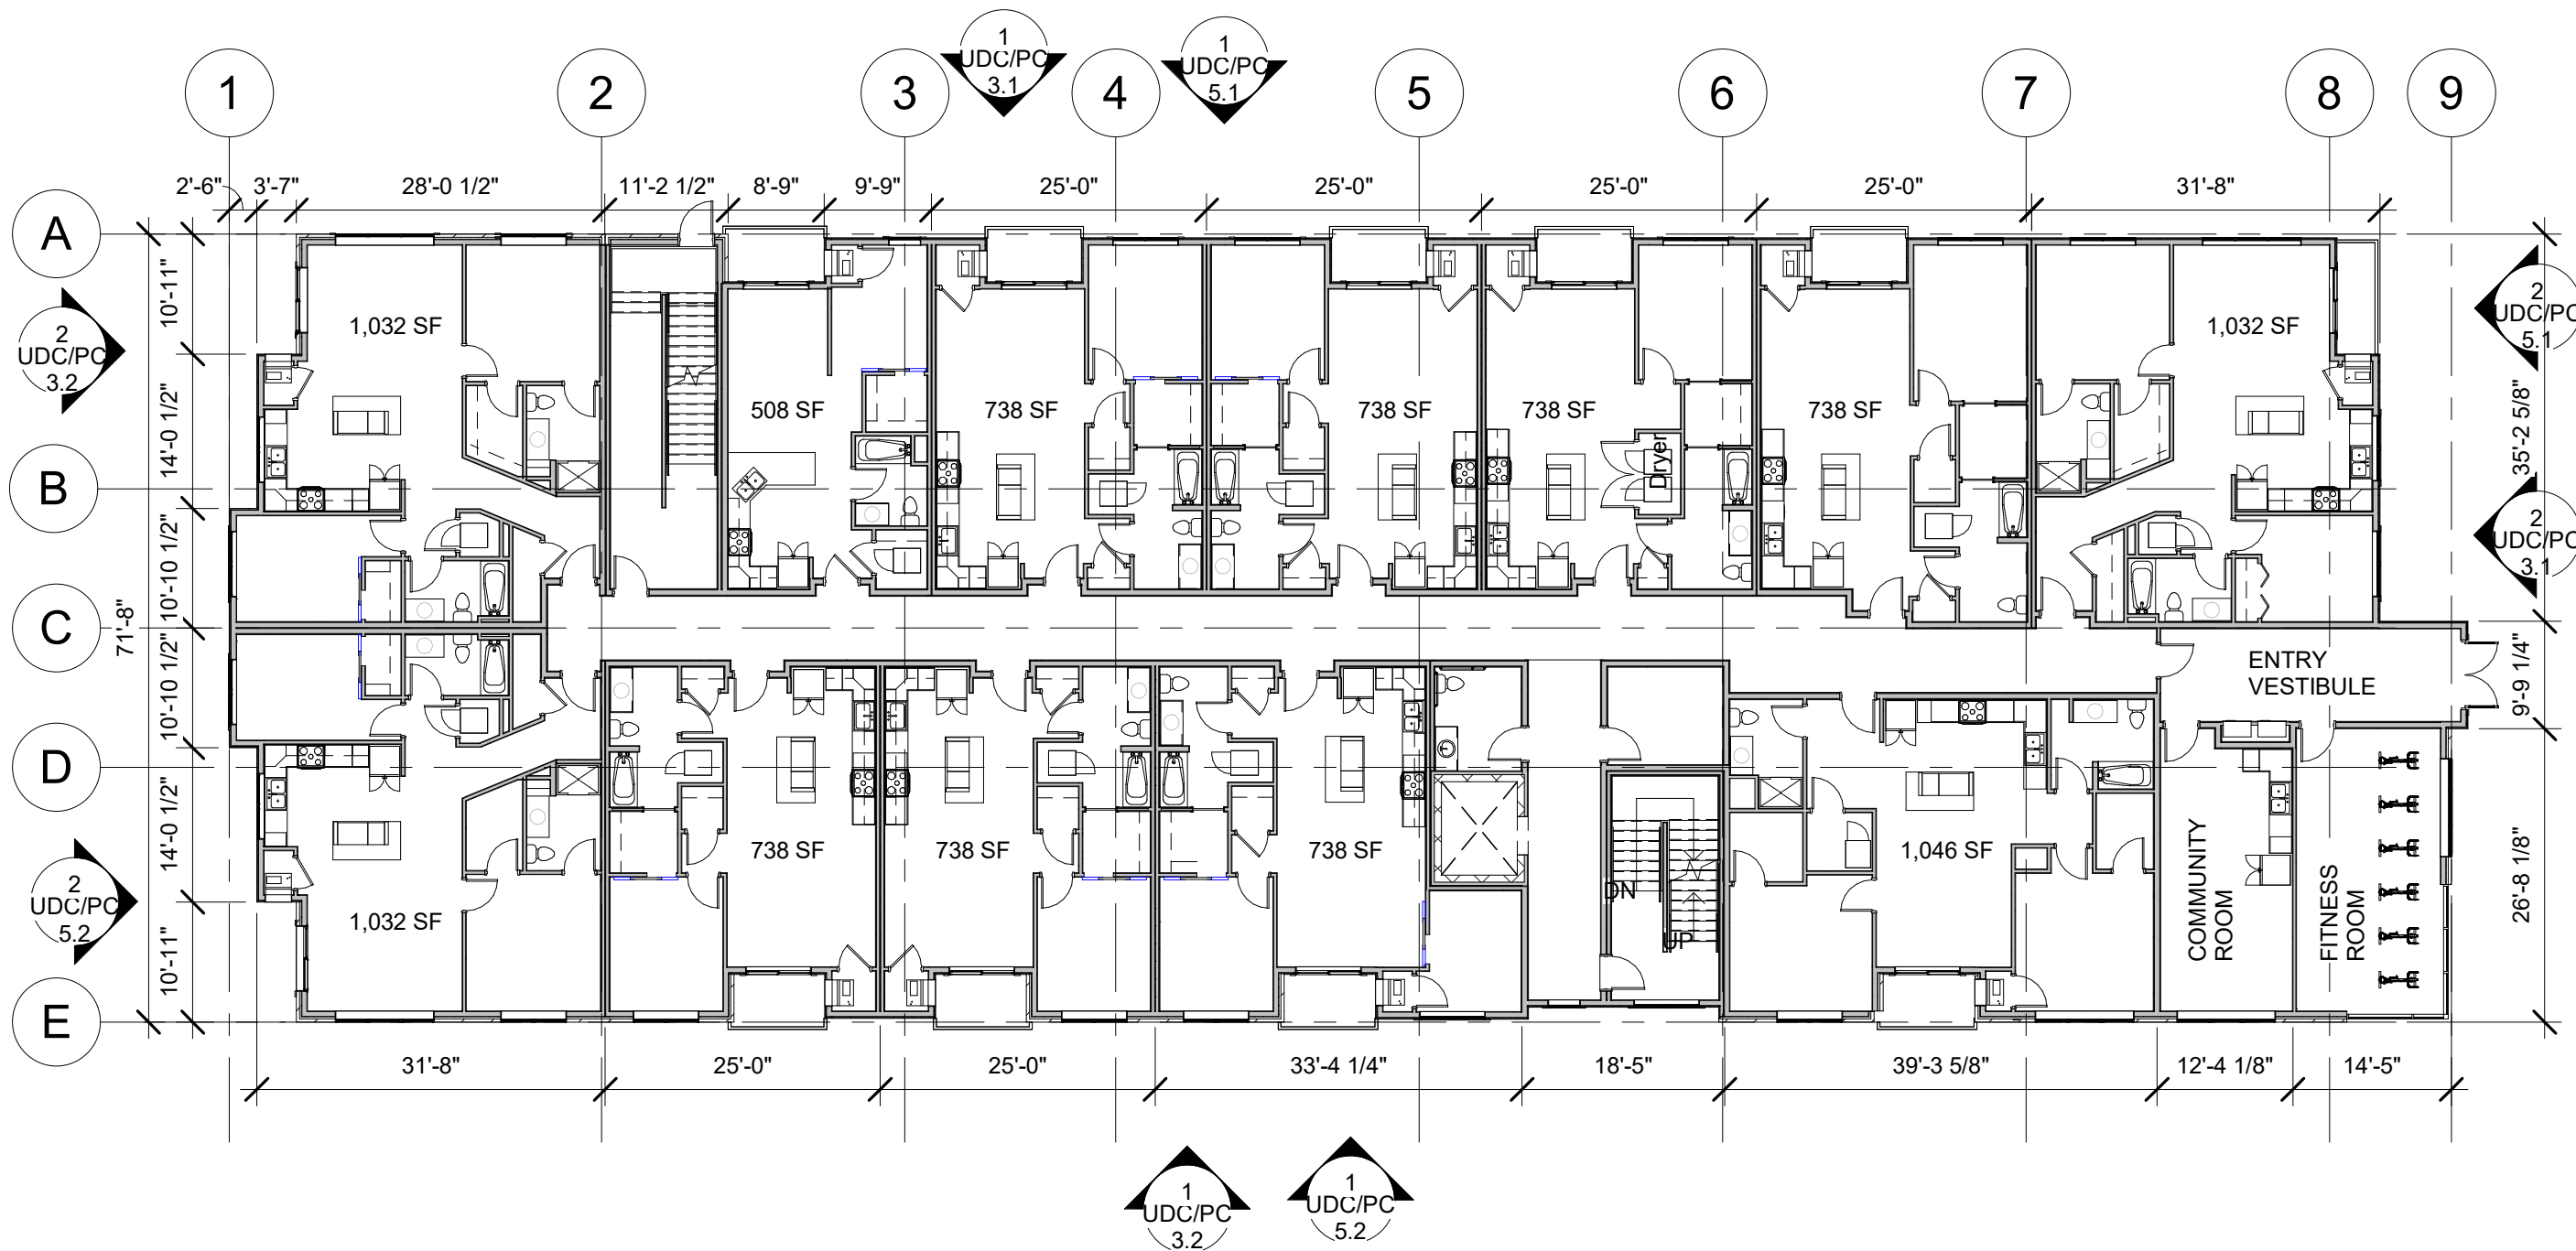 1
UDC/PC
3.1
1
UDC/PC
5.1
1
2
3
4
5
6
7
8
9
2'-6"
3'-7"
28'-0 1/2"
11'-2 1/2"
8'-9"
9'-9"
25'-0"
25'-0"
25'-0"
25'-0"
31'-8"
A
B
C
D
E
10'-11"
14'-0 1/2"
10'-10 1/2"
10'-10 1/2"
14'-0 1/2"
10'-11"
71'-8"
2
UDC/PC
3.2
2
UDC/PC
5.2
2
UDC/PC
5.1
2
UDC/PC
3.1
35'-2 5/8"
9'-9 1/4"
26'-8 1/8"
1,032 SF
1,032 SF
508 SF
738 SF
738 SF
738 SF
738 SF
Dryer
ENTRY
VESTIBULE
738 SF
738 SF
738 SF
1,046 SF
DN
UP
COMMUNITY
ROOM
FITNESS
ROOM
1,032 SF
31'-8"
25'-0"
25'-0"
33'-4 1/4"
18'-5"
39'-3 5/8"
12'-4 1/8"
14'-5"
1
UDC/PC
3.2
1
UDC/PC
5.2